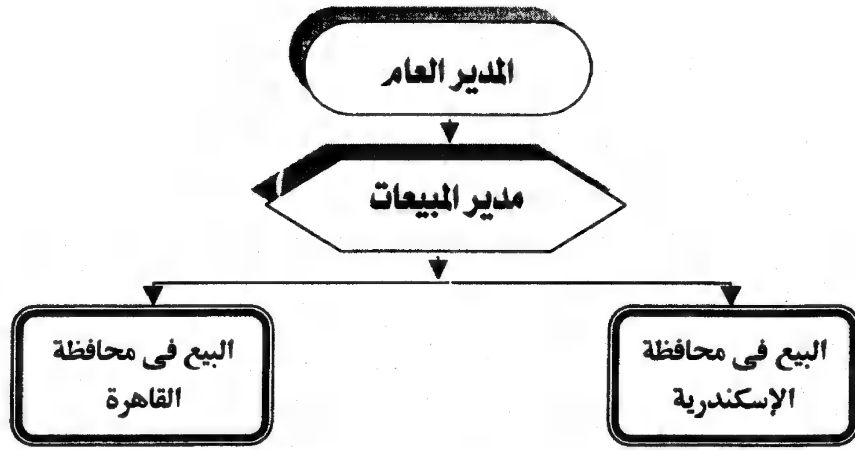 المدير العام
مدير المبيعات
البيع فى محافظة
الإسكندرية
البيع فى محافظة
القاهرة